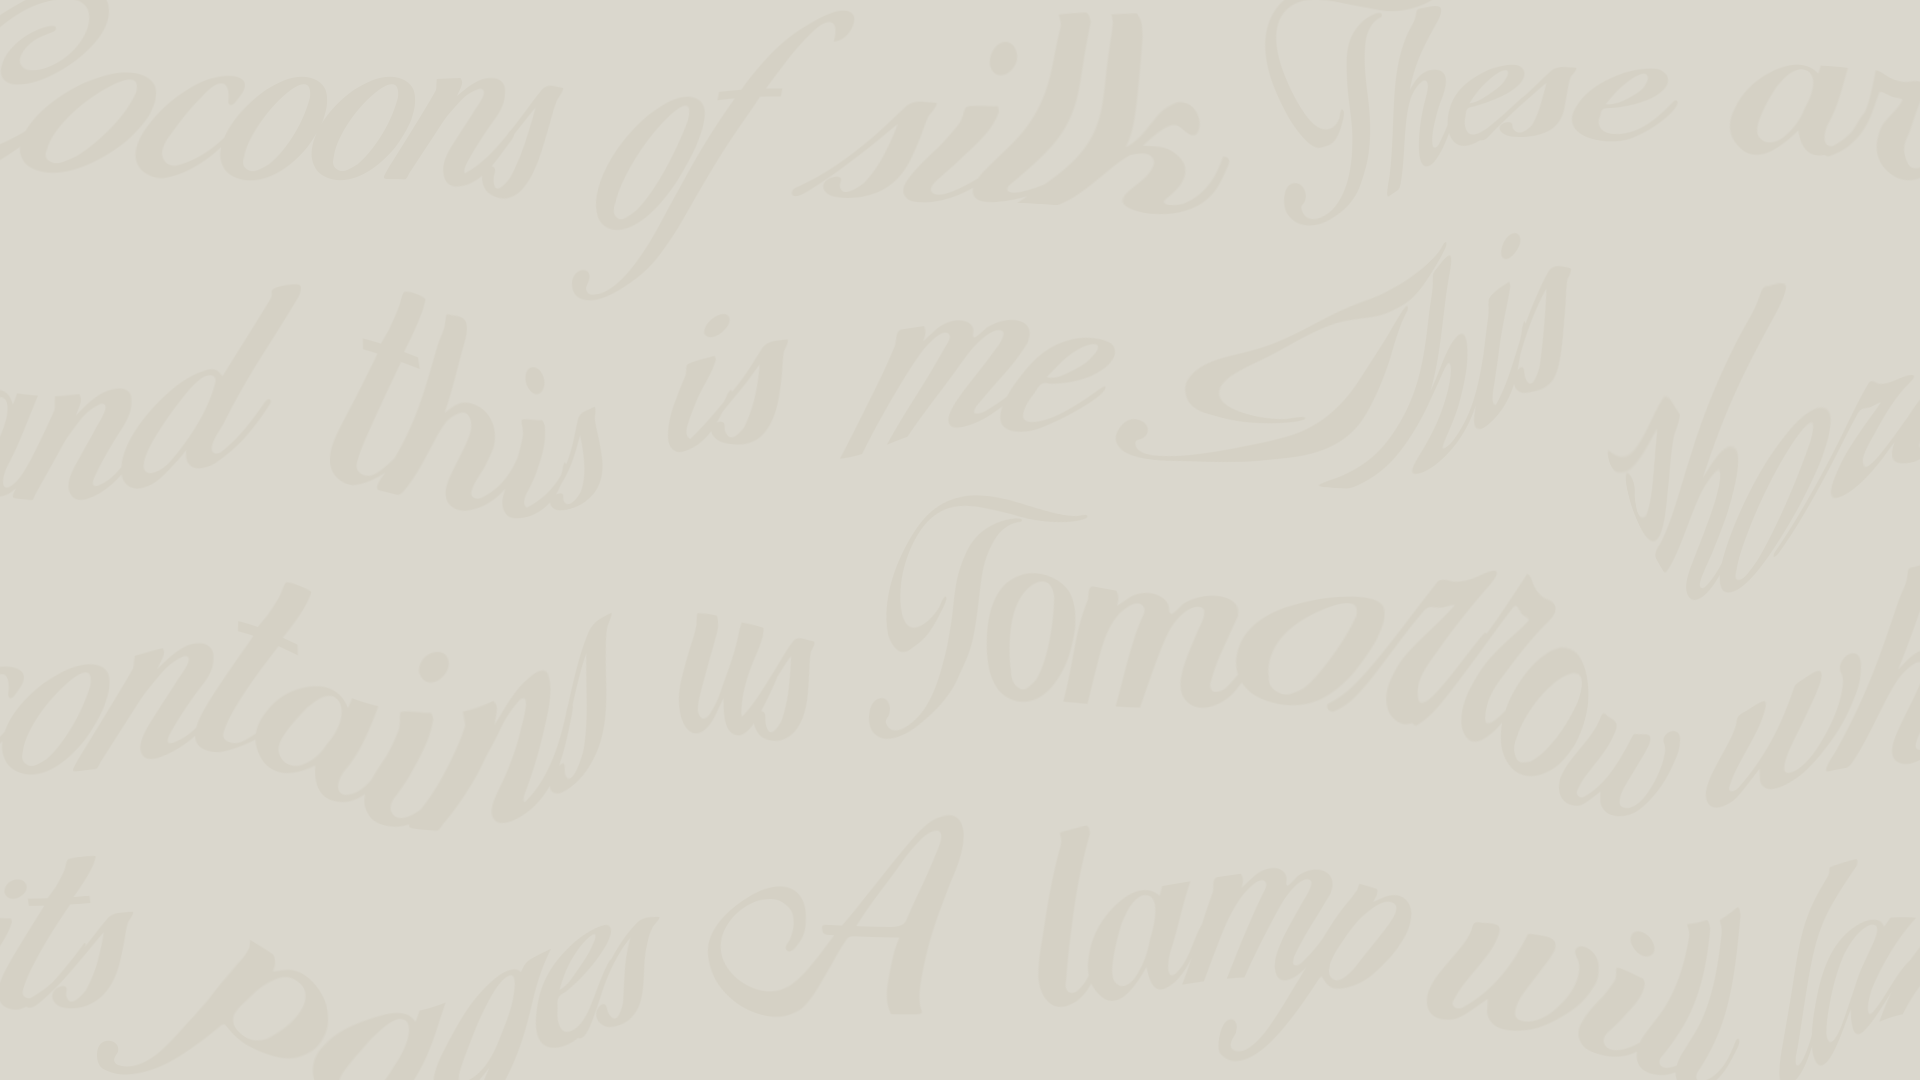 Cocoons of silk These ar
and this is me This shor
contains us Tomorrow wh
its pages A lamp will